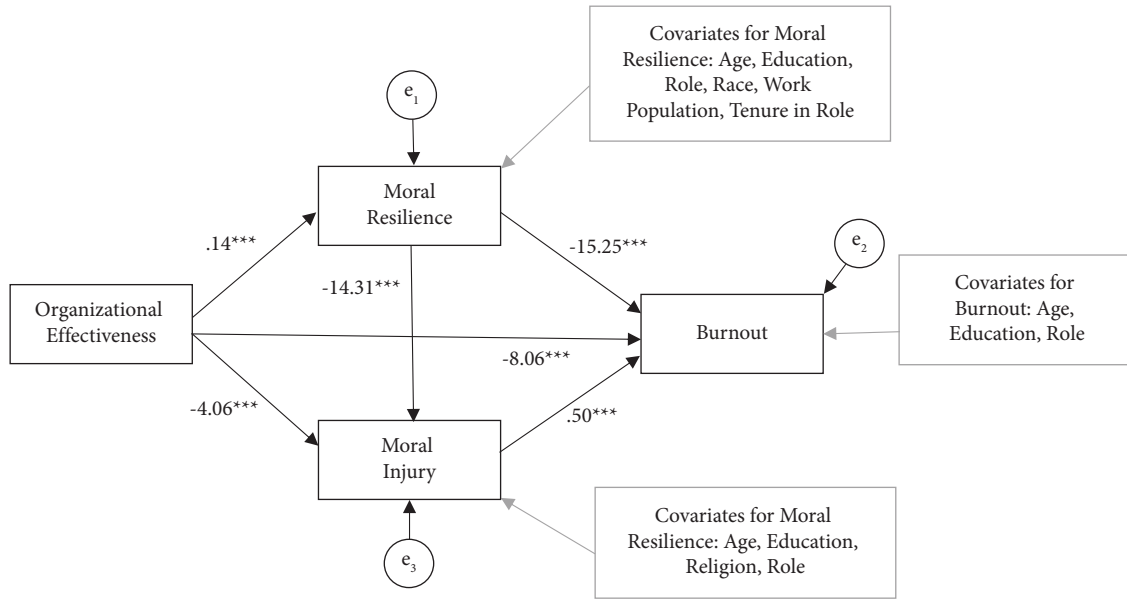 Covariates for Moral
Resilience: Age, Education,
Role, Race, Work
Population, Tenure in Role
e1
Moral
Resilience
.14***
-15.25***
e2
-14.31***
Organizational
Effectiveness
Covariates for
Burnout: Age,
Education, Role
Burnout
-8.06***
-4.06***
.50***
Moral
Injury
Covariates for Moral
Resilience: Age, Education,
Religion, Role
e3